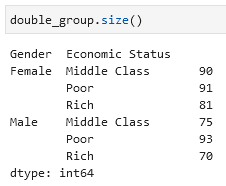 double_group.size()
Gender  Economic Status
Female  Middle Class       90
        Poor               91
        Rich               81
Male    Middle Class       75
        Poor               93
        Rich               70
dtype: int64